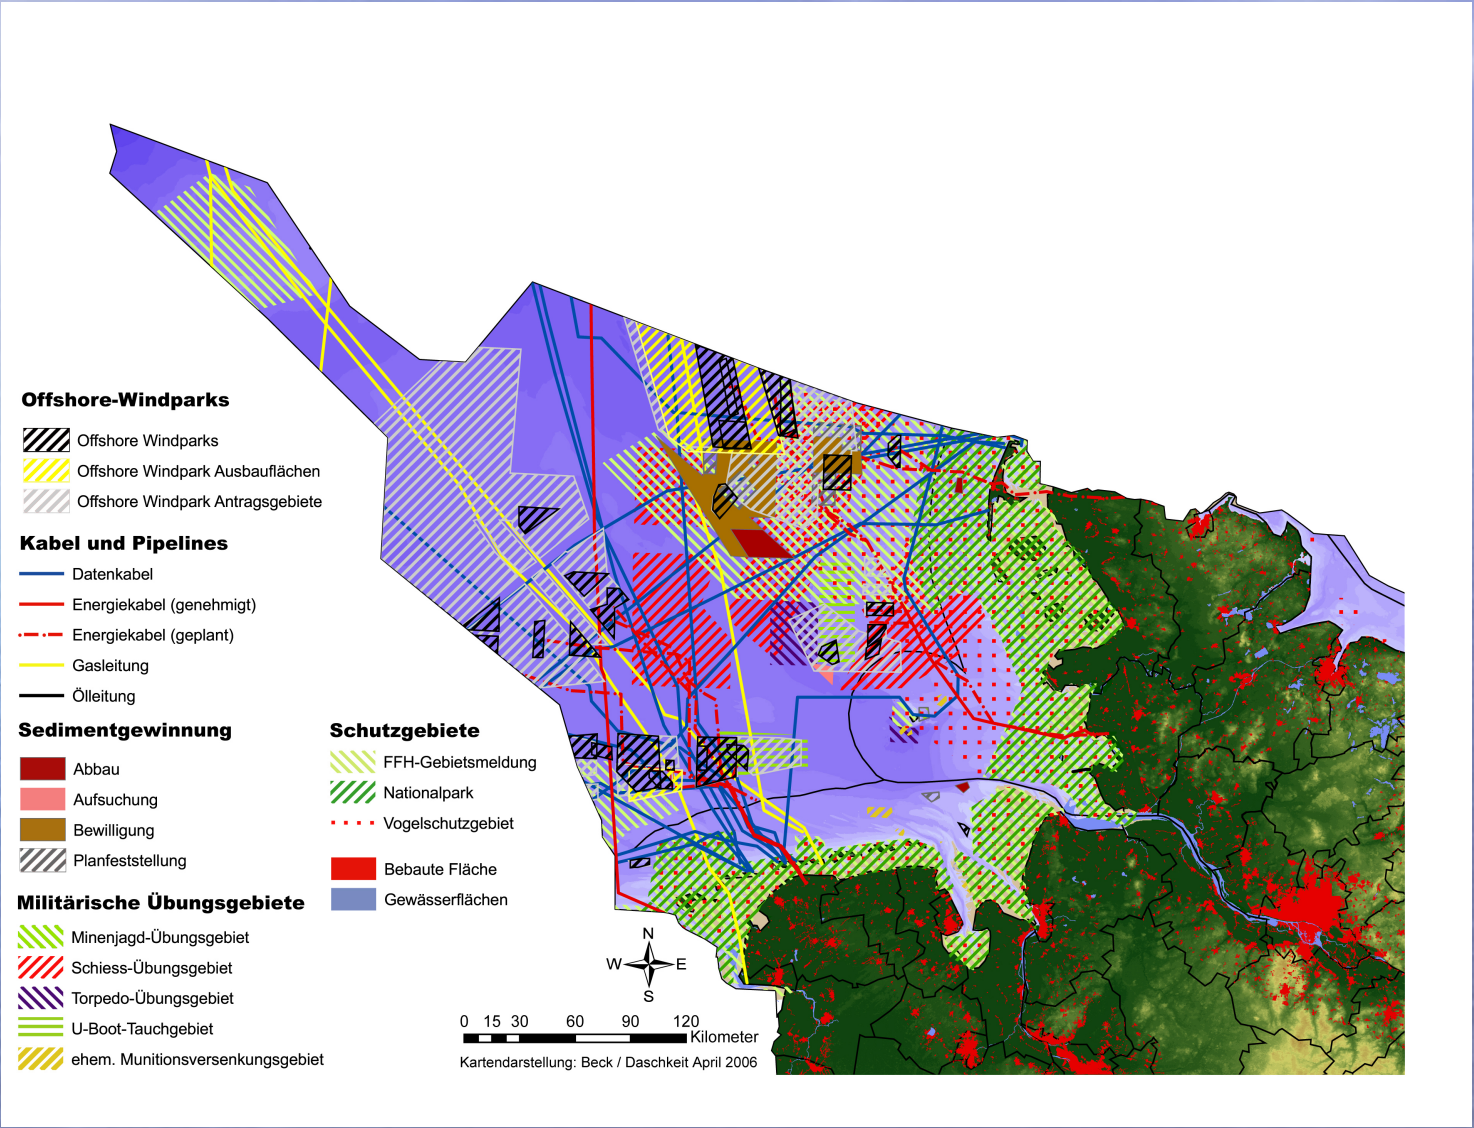 Offshore-Windparks
Offshore Windparks
Offshore Windpark Ausbauflächen
Offshore Windpark Antragsgebiete
Kabel und Pipelines
Datenkabel
Energiekabel (genehmigt)
Energiekabel (geplant)
Gasleitung
Ölleitung
Sedimentgewinnung
Abbau
Aufsuchung
Bewilligung
Planfeststellung
Militärische Übungsgebiete
Minenjagd-Übungsgebiet
Schiess-Übungsgebiet
Torpedo-Übungsgebiet
U-Boot-Tauchgebiet
ehem. Munitionsversenkungsgebiet
Schutzgebiete
FFH-Gebietsmeldung
Nationalpark
Vogelschutzgebiet
Bebaute Fläche
Gewässerflächen
N
W E
S
0 15 30 60 90 120
Kilometer
Kartendarstellung: Beck / Daschkeit April 2006